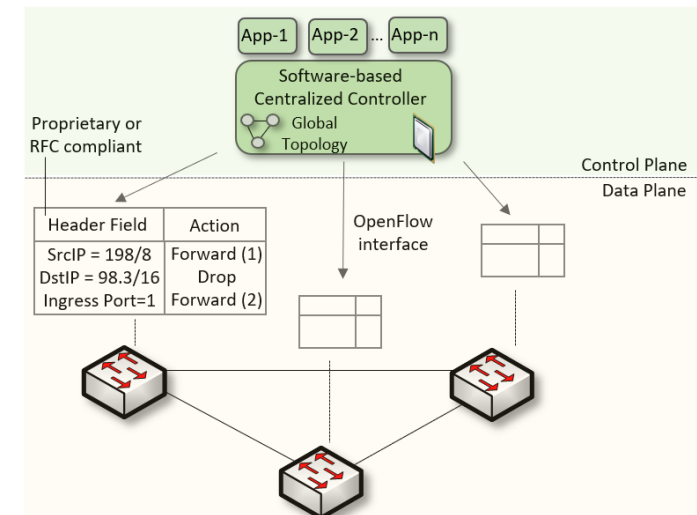 App-1 App-2 ... App-n
Software-based
Centralized Controller
Global
Topology
Proprietary or
RFC compliant
Control Plane
Data Plane
Header Field Action
SrcIP = 198/8 Forward (1)
DstIP = 98.3/16 Drop
Ingress Port=1 Forward (2)
OpenFlow
interface